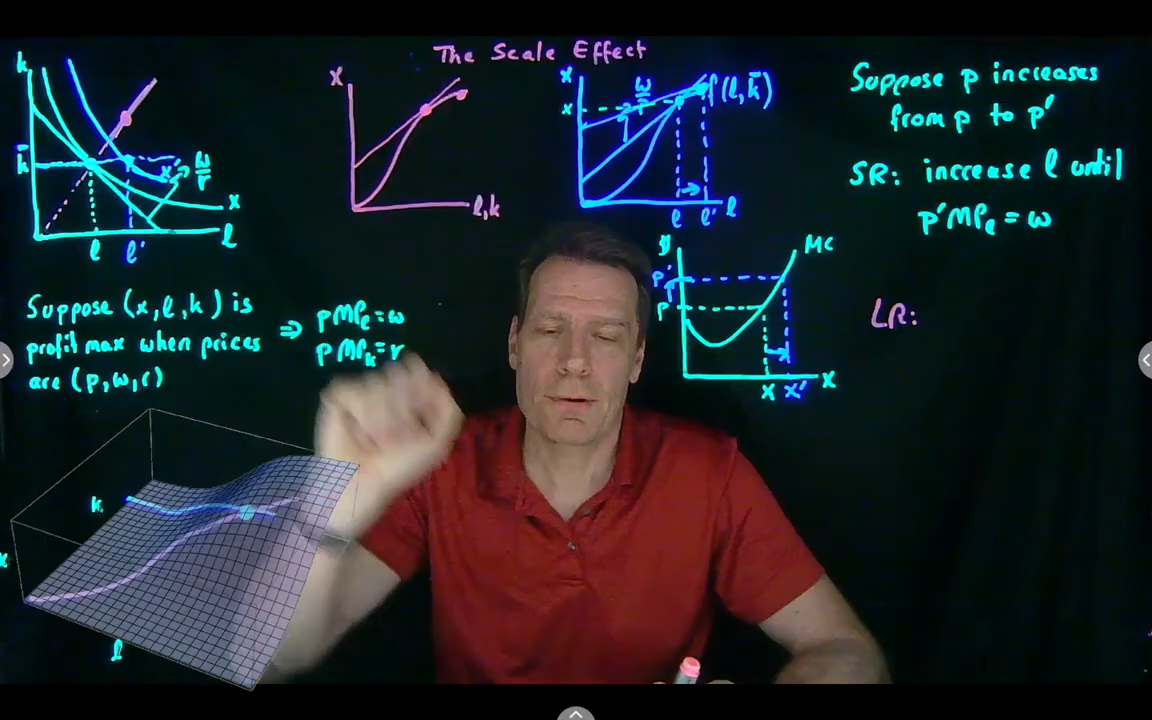 The Scale Effect
k
k̄
x'
w/r
x
l
l'
l
x
l,k
x
x
w/r
f(l, k̄)
l
l'
l
Suppose p increases
from p to p'
SR: increase l until
p'MPₗ = w
$
MC
p'
p
x
x'
x
LR:
Suppose (x, l, k) is
profit max when prices
are (p, w, r)
⇒ pMPₗ = w
pMPₖ = r
k
x
l